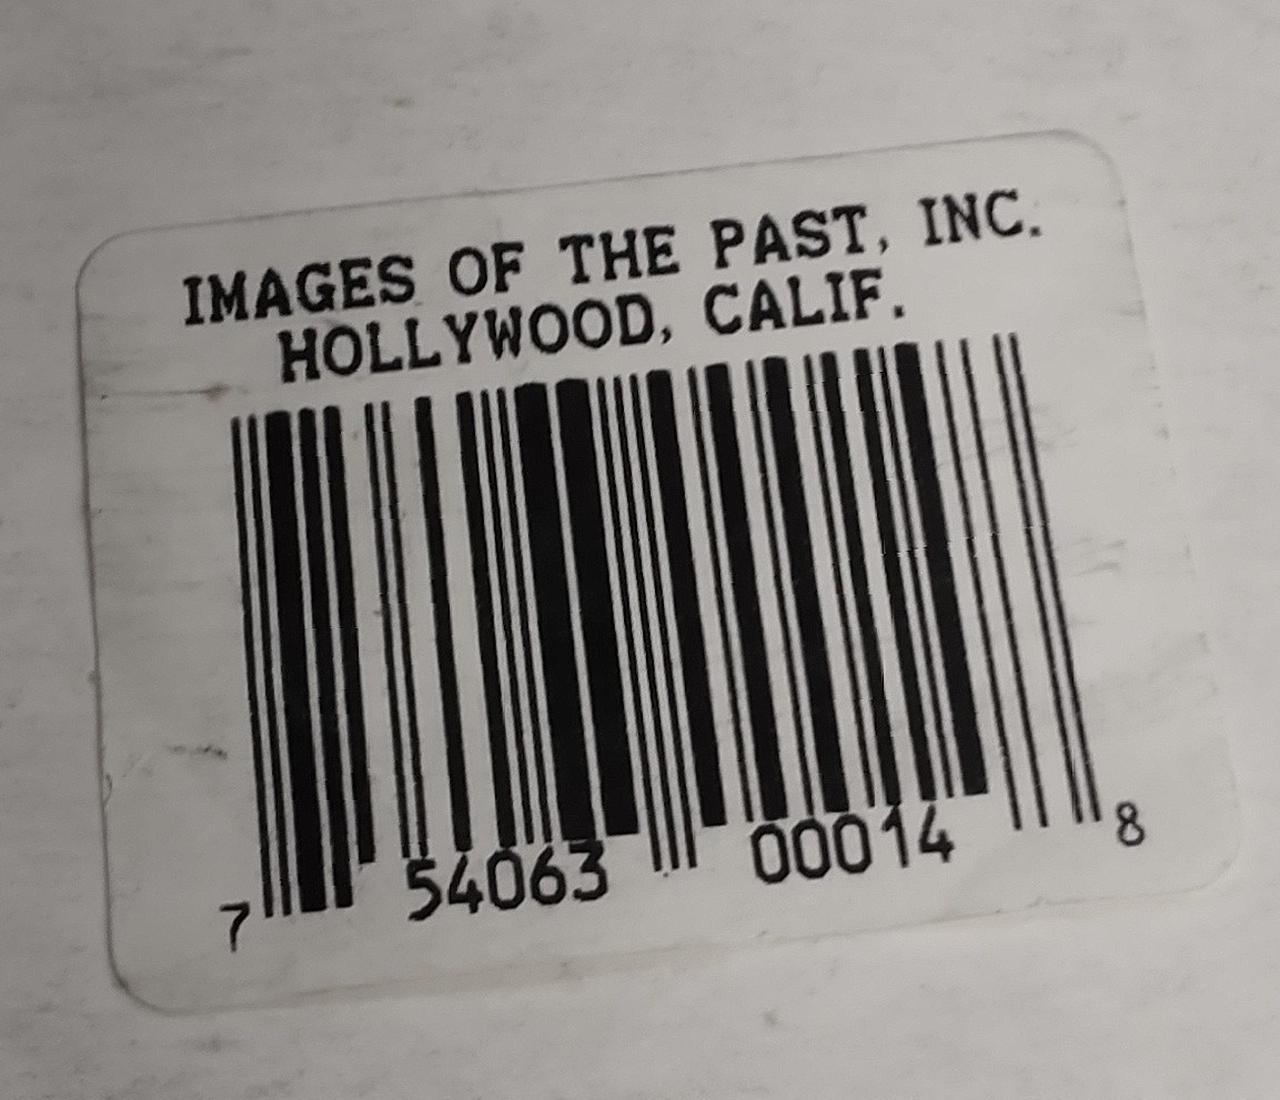 IMAGES OF THE PAST, INC.
HOLLYWOOD, CALIF.
7 54063 00014 8